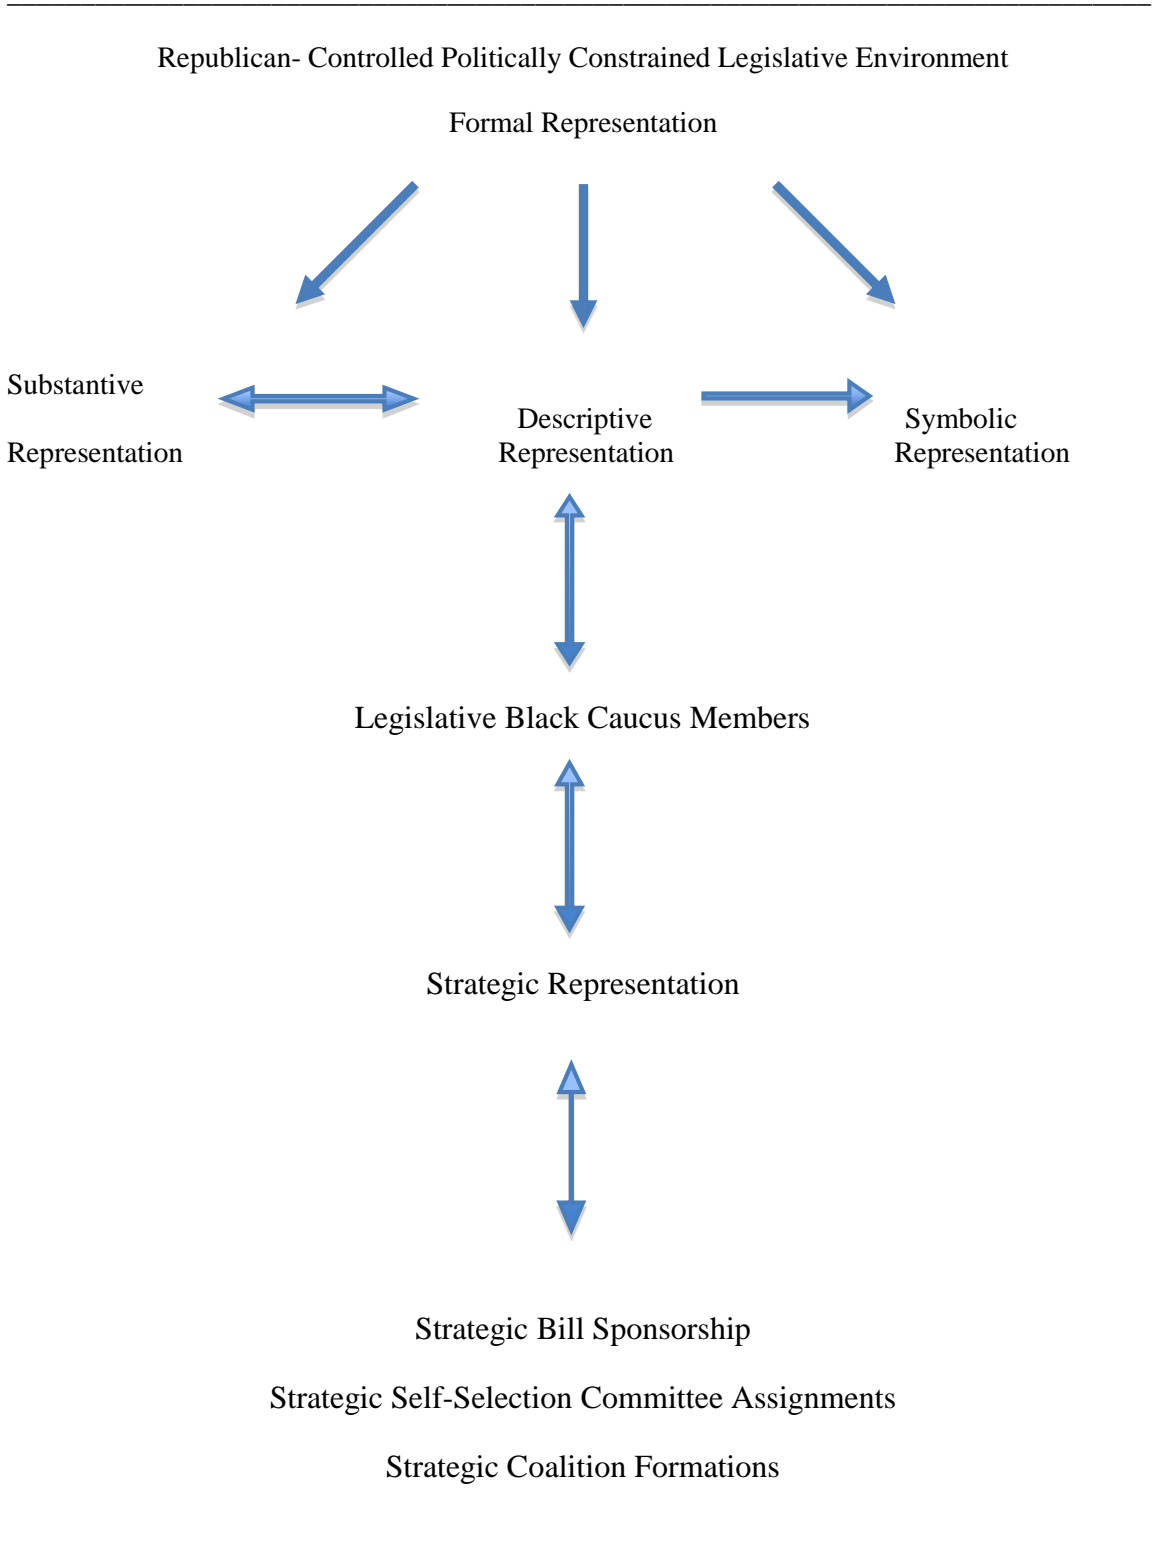 Republican- Controlled Politically Constrained Legislative Environment
Formal Representation
Substantive
Representation
Descriptive
Representation
Symbolic
Representation
Legislative Black Caucus Members
Strategic Representation
Strategic Bill Sponsorship
Strategic Self-Selection Committee Assignments
Strategic Coalition Formations